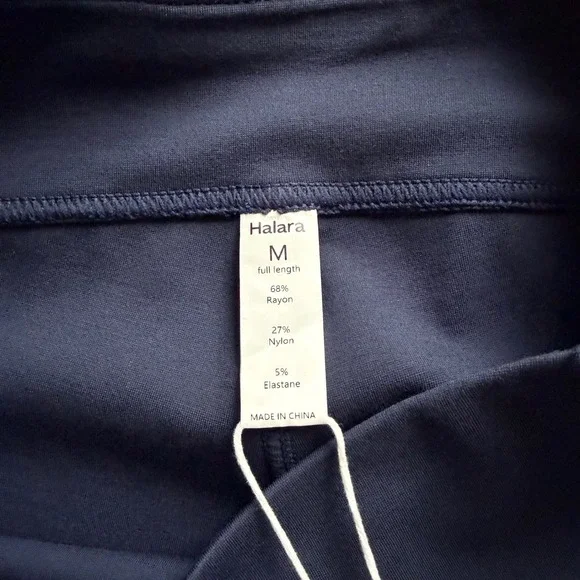 Halara
M
full length
68%
Rayon
27%
Nylon
5%
Elastane
MADE IN CHINA